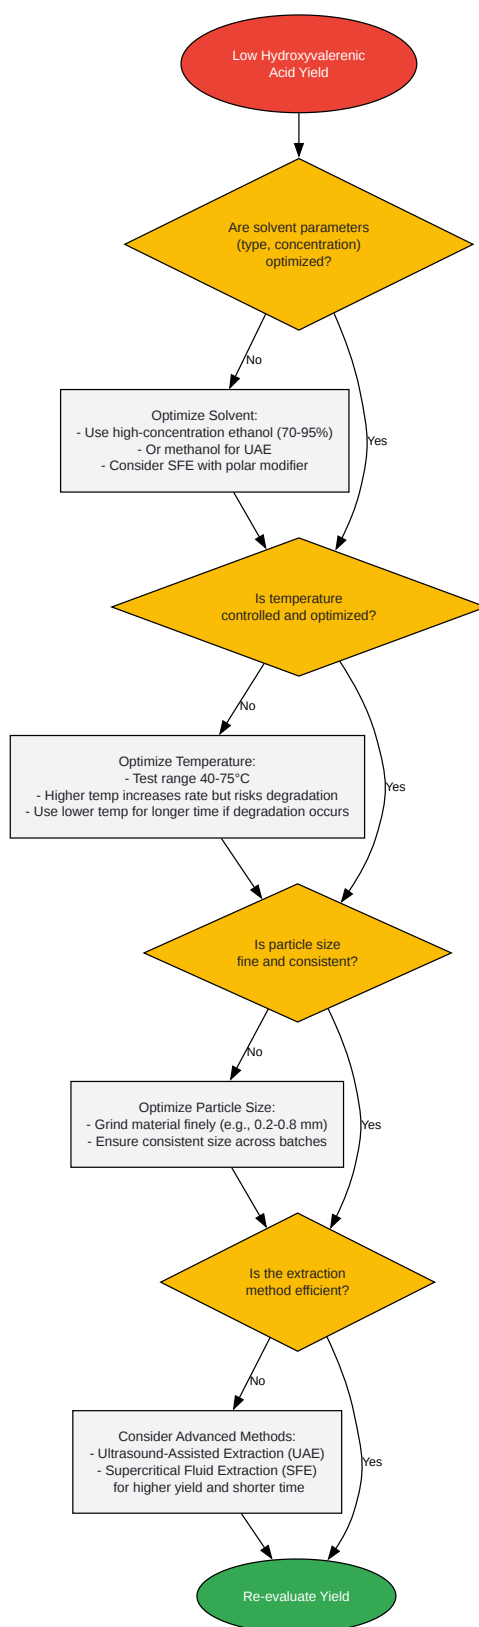 Low Hydroxyvalerenic
Acid Yield
Are solvent parameters
(type, concentration)
optimized?
No
Optimize Solvent:
- Use high-concentration ethanol (70-95%)
- Or methanol for UAE
- Consider SFE with polar modifier
Yes
Is temperature
controlled and optimized?
No
Optimize Temperature:
- Test range 40-75°C
- Higher temp increases rate but risks degradation
- Use lower temp for longer time if degradation occurs
Yes
Is particle size
fine and consistent?
No
Optimize Particle Size:
- Grind material finely (e.g., 0.2-0.8 mm)
- Ensure consistent size across batches
Yes
Is the extraction
method efficient?
No
Consider Advanced Methods:
- Ultrasound-Assisted Extraction (UAE)
- Supercritical Fluid Extraction (SFE)
for higher yield and shorter time
Yes
Re-evaluate Yield